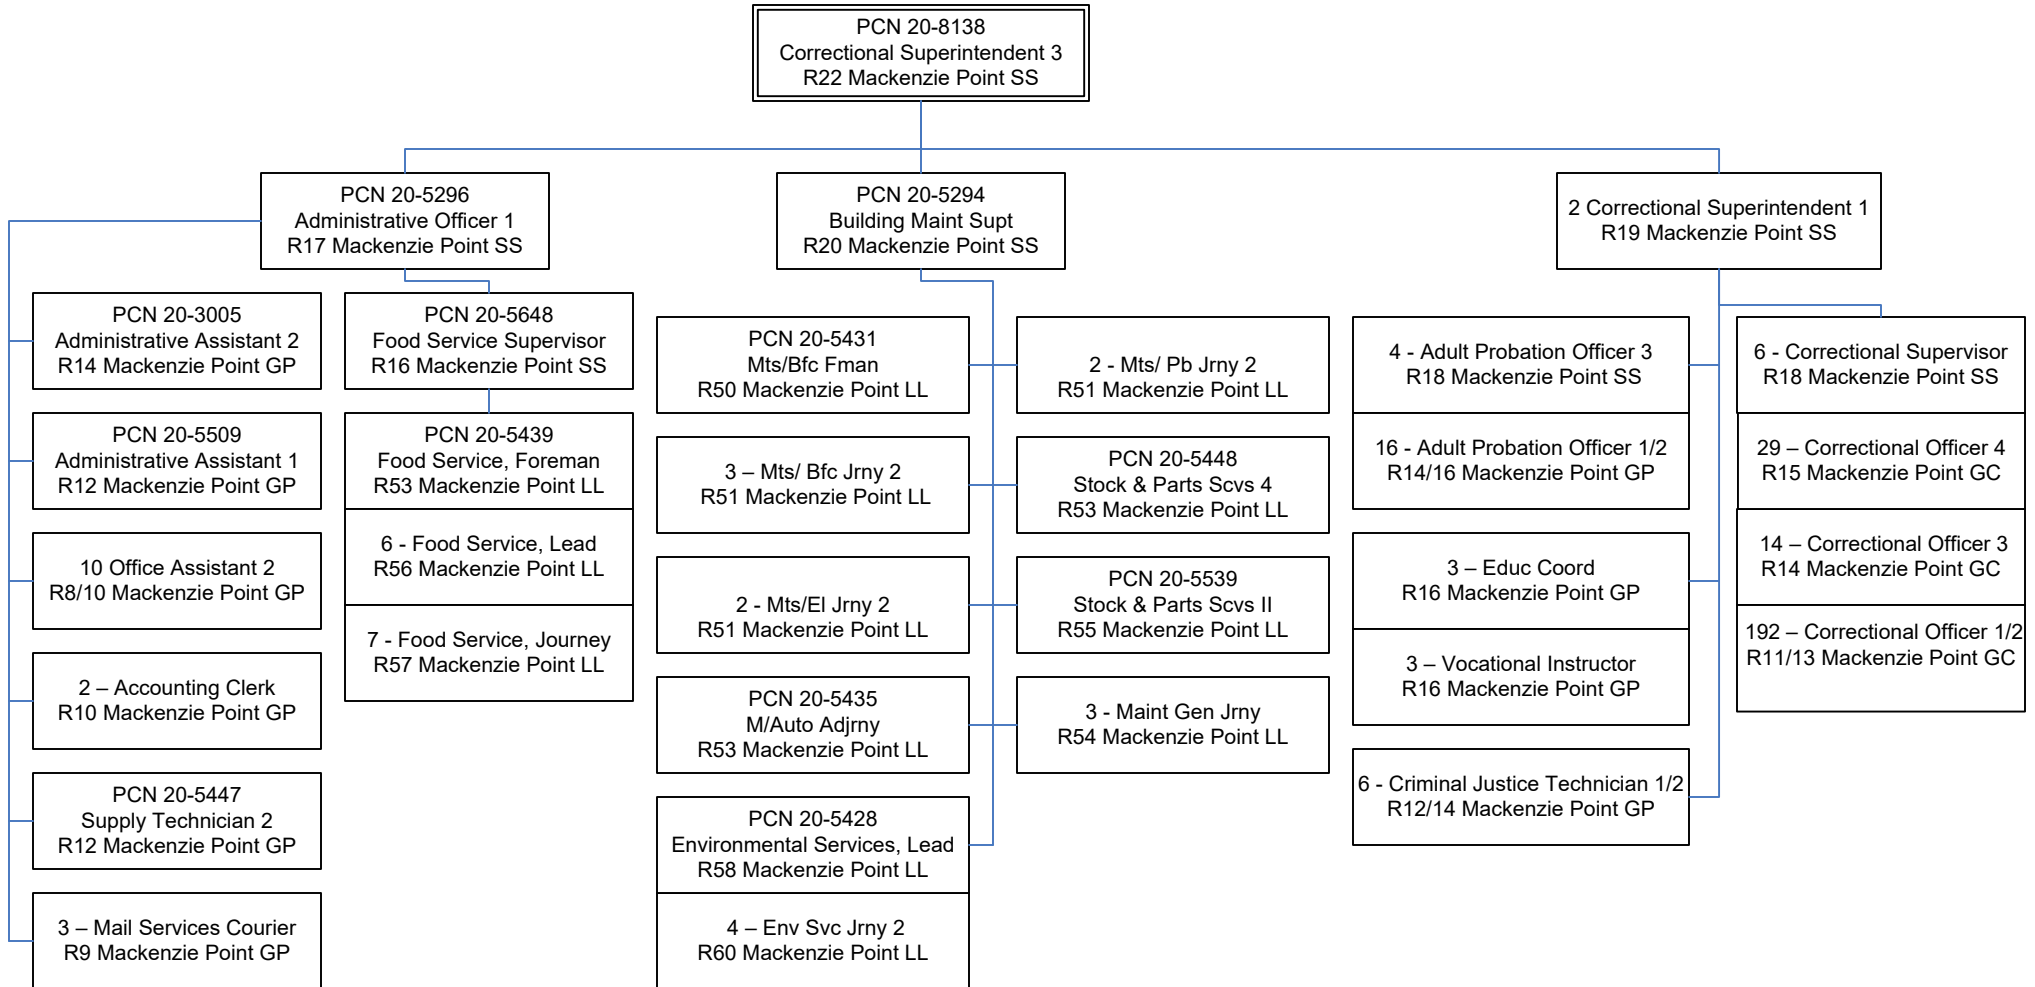 PCN 20-8138
Correctional Superintendent 3
R22 Mackenzie Point SS
PCN 20-5296
Administrative Officer 1
R17 Mackenzie Point SS
PCN 20-5294
Building Maint Supt
R20 Mackenzie Point SS
2 Correctional Superintendent 1
R19 Mackenzie Point SS
PCN 20-3005
Administrative Assistant 2
R14 Mackenzie Point GP
PCN 20-5509
Administrative Assistant 1
R12 Mackenzie Point GP
10 Office Assistant 2
R8/10 Mackenzie Point GP
2 – Accounting Clerk
R10 Mackenzie Point GP
PCN 20-5447
Supply Technician 2
R12 Mackenzie Point GP
3 – Mail Services Courier
R9 Mackenzie Point GP
PCN 20-5648
Food Service Supervisor
R16 Mackenzie Point SS
PCN 20-5439
Food Service, Foreman
R53 Mackenzie Point LL
6 - Food Service, Lead
R56 Mackenzie Point LL
7 - Food Service, Journey
R57 Mackenzie Point LL
PCN 20-5431
Mts/Bfc Fman
R50 Mackenzie Point LL
3 – Mts/ Bfc Jrny 2
R51 Mackenzie Point LL
2 - Mts/El Jrny 2
R51 Mackenzie Point LL
PCN 20-5435
M/Auto Adjrny
R53 Mackenzie Point LL
PCN 20-5428
Environmental Services, Lead
R58 Mackenzie Point LL
4 – Env Svc Jrny 2
R60 Mackenzie Point LL
2 - Mts/ Pb Jrny 2
R51 Mackenzie Point LL
PCN 20-5448
Stock & Parts Scvs 4
R53 Mackenzie Point LL
PCN 20-5539
Stock & Parts Scvs II
R55 Mackenzie Point LL
3 - Maint Gen Jrny
R54 Mackenzie Point LL
4 - Adult Probation Officer 3
R18 Mackenzie Point SS
16 - Adult Probation Officer 1/2
R14/16 Mackenzie Point GP
3 – Educ Coord
R16 Mackenzie Point GP
3 – Vocational Instructor
R16 Mackenzie Point GP
6 - Criminal Justice Technician 1/2
R12/14 Mackenzie Point GP
6 - Correctional Supervisor
R18 Mackenzie Point SS
29 – Correctional Officer 4
R15 Mackenzie Point GC
14 – Correctional Officer 3
R14 Mackenzie Point GC
192 – Correctional Officer 1/2
R11/13 Mackenzie Point GC